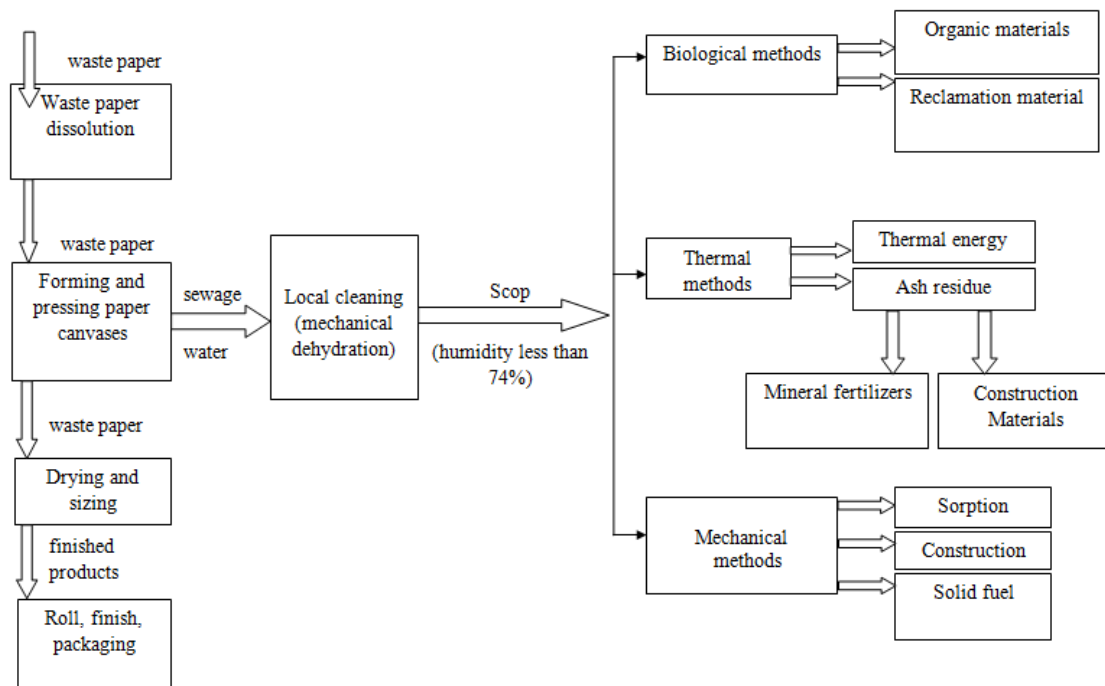 waste paper
Waste paper
dissolution
waste paper
Forming and
pressing paper
canvases
sewage
water
waste paper
Drying and
sizing
finished
products
Roll, finish,
packaging
Local cleaning
(mechanical
dehydration)
Scop
(humidity less than
74%)
Biological methods
Organic materials
Reclamation material
Thermal
methods
Thermal energy
Ash residue
Mineral fertilizers
Construction
Materials
Mechanical
methods
Sorption
Construction
Solid fuel